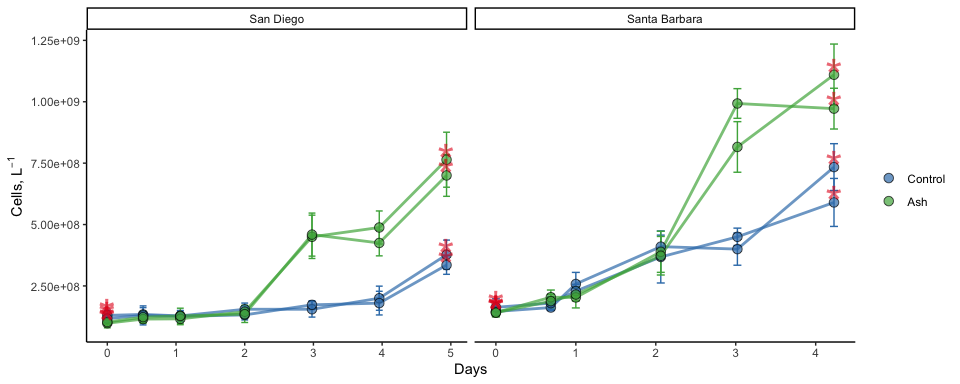 San Diego
Santa Barbara
Cells, L⁻¹
1.25e+09
1.00e+09
7.50e+08
5.00e+08
2.50e+08
0 1 2 3 4 5
0 1 2 3 4
Days
Control
Ash